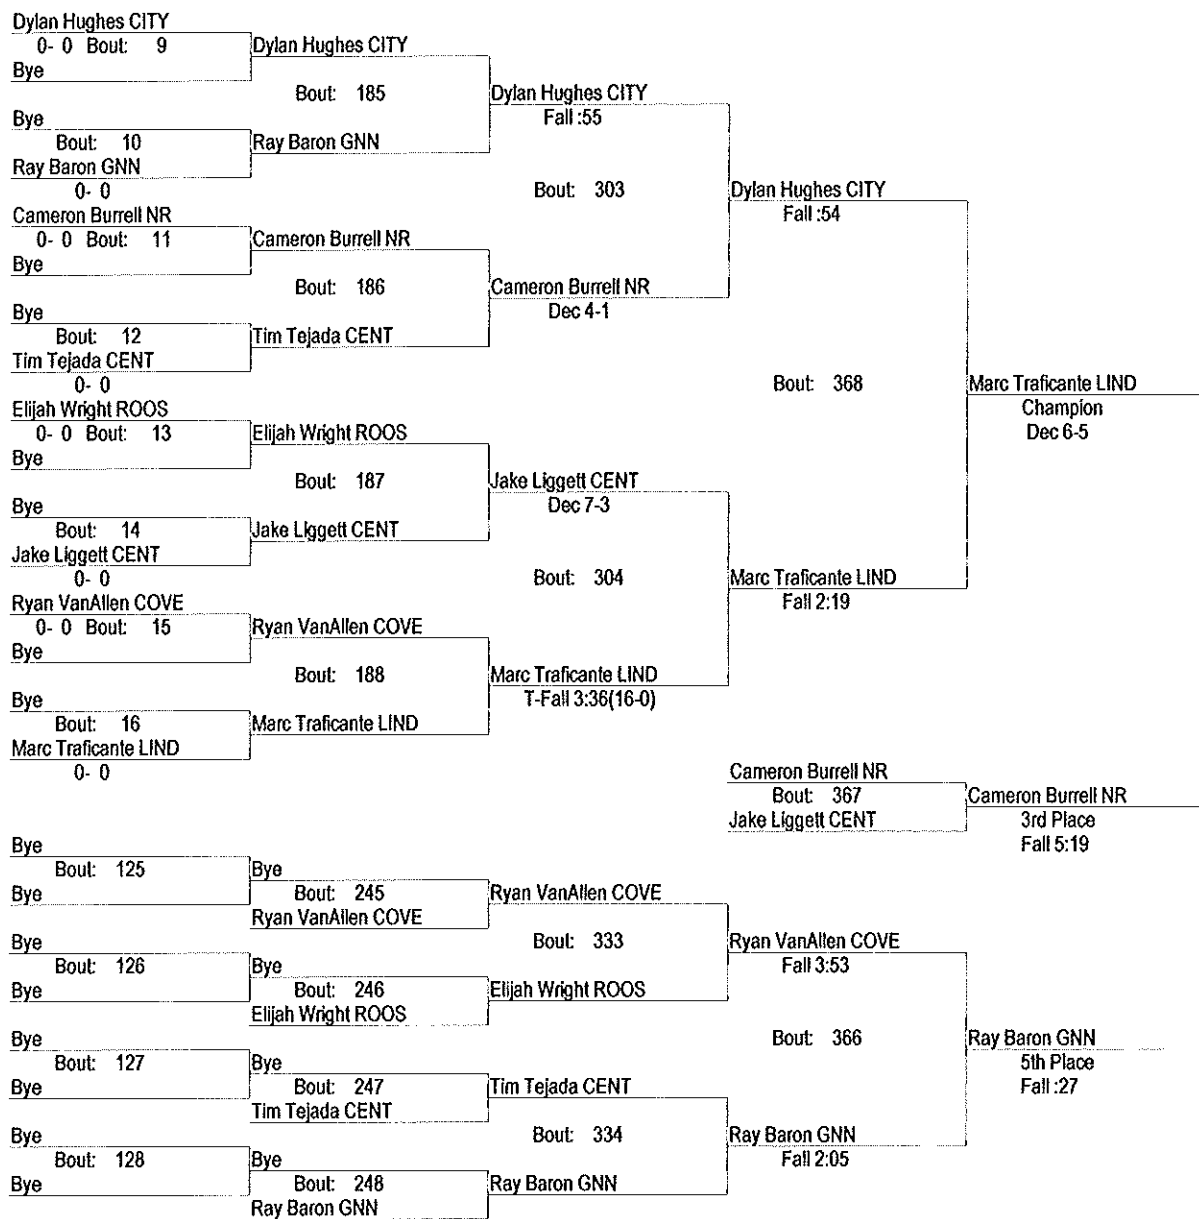 Dylan Hughes CITY
0- 0 Bout: 9
Bye
Bye
Bout: 10
Ray Baron GNN
0- 0
Cameron Burrell NR
0- 0 Bout: 11
Bye
Bye
Bout: 12
Tim Tejada CENT
0- 0
Elijah Wright ROOS
0- 0 Bout: 13
Bye
Bye
Bout: 14
Jake Liggett CENT
0- 0
Ryan VanAllen COVE
0- 0 Bout: 15
Bye
Bye
Bout: 16
Marc Traficante LIND
0- 0
Dylan Hughes CITY
Bout: 185
Ray Baron GNN
Cameron Burrell NR
Bout: 186
Tim Tejada CENT
Elijah Wright ROOS
Bout: 187
Jake Liggett CENT
Ryan VanAllen COVE
Bout: 188
Marc Traficante LIND
Dylan Hughes CITY
Fall :55
Bout: 303
Cameron Burrell NR
Dec 4-1
Jake Liggett CENT
Dec 7-3
Bout: 304
Marc Traficante LIND
T-Fall 3:36(16-0)
Dylan Hughes CITY
Fall :54
Bout: 368
Marc Traficante LIND
Fall 2:19
Marc Traficante LIND
Champion
Dec 6-5
Cameron Burrell NR
Bout: 367
Jake Liggett CENT
Cameron Burrell NR
3rd Place
Fall 5:19
Bye
Bout: 125
Bye
Bye
Bout: 126
Bye
Bye
Bout: 127
Bye
Bye
Bout: 128
Bye
Bye
Bout: 245
Ryan VanAllen COVE
Bye
Bout: 246
Elijah Wright ROOS
Bye
Bout: 247
Tim Tejada CENT
Bye
Bout: 248
Ray Baron GNN
Ryan VanAllen COVE
Bout: 333
Elijah Wright ROOS
Tim Tejada CENT
Bout: 334
Ray Baron GNN
Ryan VanAllen COVE
Fall 3:53
Bout: 366
Ray Baron GNN
Fall 2:05
Ray Baron GNN
5th Place
Fall :27